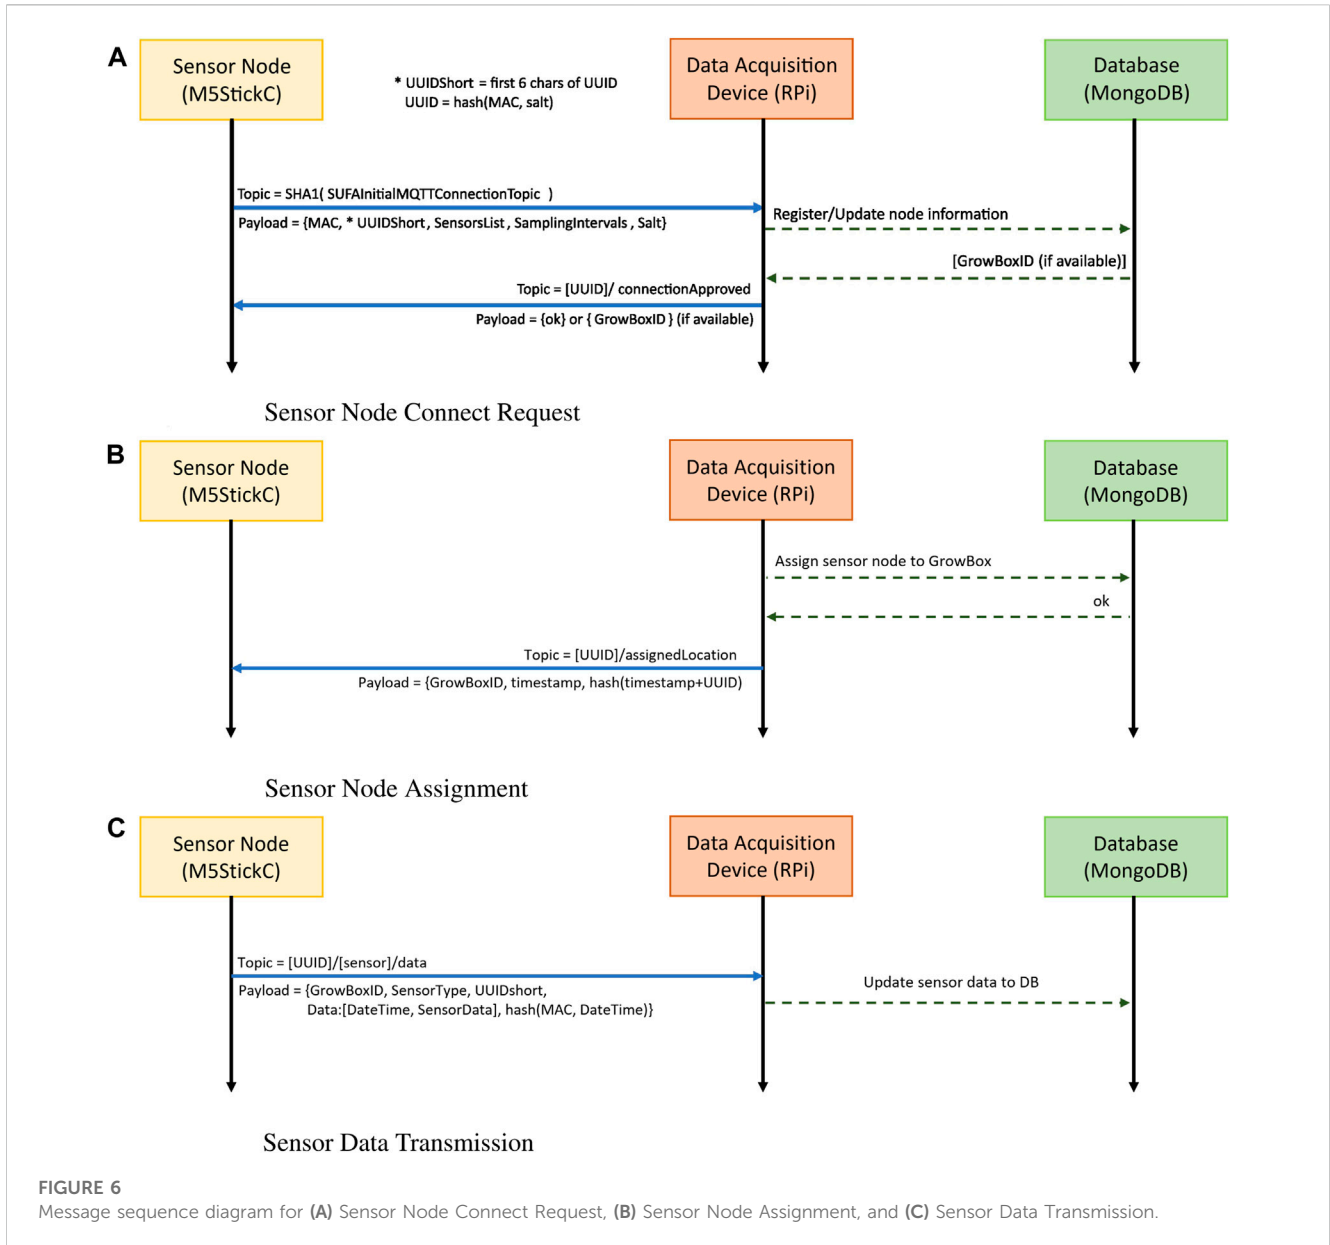 A
Sensor Node
(M5StickC)
* UUIDShort = first 6 chars of UUID
UUID = hash(MAC, salt)
Data Acquisition
Device (RPi)
Database
(MongoDB)
Topic = SHA1( SUFAInitialMQTTConnectionTopic )
Payload = {MAC, * UUIDShort, SensorsList, SamplingIntervals, Salt}
Register/Update node information
[GrowBoxID (if available)]
Topic = [UUID]/ connectionApproved
Payload = {ok} or { GrowBoxID } (if available)
Sensor Node Connect Request
B
Sensor Node
(M5StickC)
Data Acquisition
Device (RPi)
Database
(MongoDB)
Assign sensor node to GrowBox
ok
Topic = [UUID]/assignedLocation
Payload = {GrowBoxID, timestamp, hash(timestamp+UUID)
Sensor Node Assignment
C
Sensor Node
(M5StickC)
Data Acquisition
Device (RPi)
Database
(MongoDB)
Topic = [UUID]/[sensor]/data
Payload = {GrowBoxID, SensorType, UUIDshort,
Data:[DateTime, SensorData], hash(MAC, DateTime)}
Update sensor data to DB
Sensor Data Transmission
FIGURE 6
Message sequence diagram for (A) Sensor Node Connect Request, (B) Sensor Node Assignment, and (C) Sensor Data Transmission.